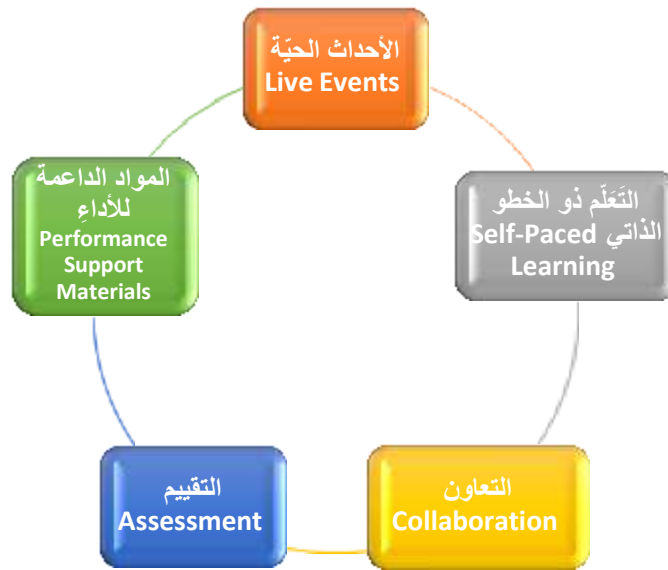 الأحداث الحيّة
Live Events
المواد الداعمة
للأداءِ
Performance
Support
Materials
التَعَلّم ذو الخطو
الذاتي Self-Paced
Learning
التقييم
Assessment
التعاون
Collaboration